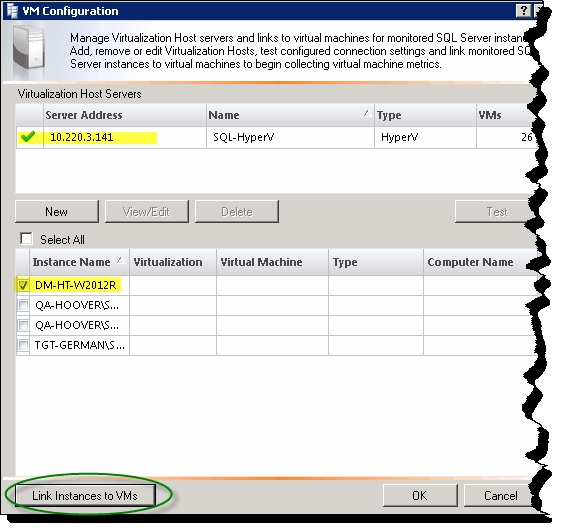 VM Configuration
Manage Virtualization Host servers and links to virtual machines for monitored SQL Server instanc
Add, remove or edit Virtualization Hosts, test configured connection settings and link monitored SQ
Server instances to virtual machines to begin collecting virtual machine metrics.
Virtualization Host Servers
Server Address Name Type VMs
10.220.3.141 SQL-HyperV HyperV 26
New View/Edit Delete Test
Select All
Instance Name Virtualization Virtual Machine Type Computer Name
DM-HT-W2012R
QA-HOOVER\S...
QA-HOOVER\S...
TGT-GERMAN\S...
Link Instances to VMs OK Cancel